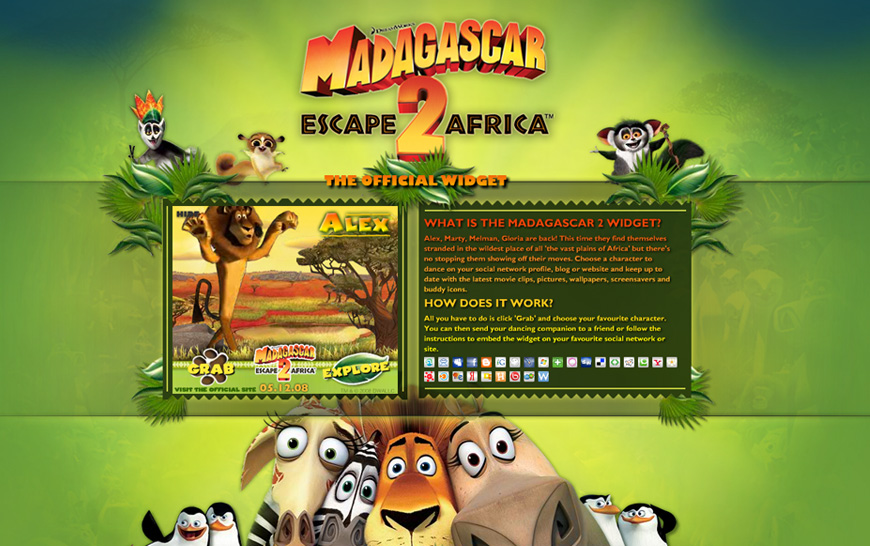 DREAMWORKS
MADAGASCAR
ESCAPE 2 AFRICA™
THE OFFICIAL WIDGET
ALEX
GRAB
MADAGASCAR
ESCAPE 2 AFRICA
EXPLORE
VISIT THE OFFICIAL SITE 05.12.08
WHAT IS THE MADAGASCAR 2 WIDGET?
Alex, Marty, Melman, Gloria are back! This time they find themselves
stranded in the wildest place of all 'the vast plains of Africa' but there's
no stopping them showing off their moves. Choose a character to
dance on your social network profile, blog or website and keep up to
date with the latest movie clips, pictures, wallpapers, screensavers and
buddy icons.
HOW DOES IT WORK?
All you have to do is click 'Grab' and choose your favourite character.
You can then send your dancing companion to a friend or follow the
instructions to embed the widget on your favourite social network or
site.